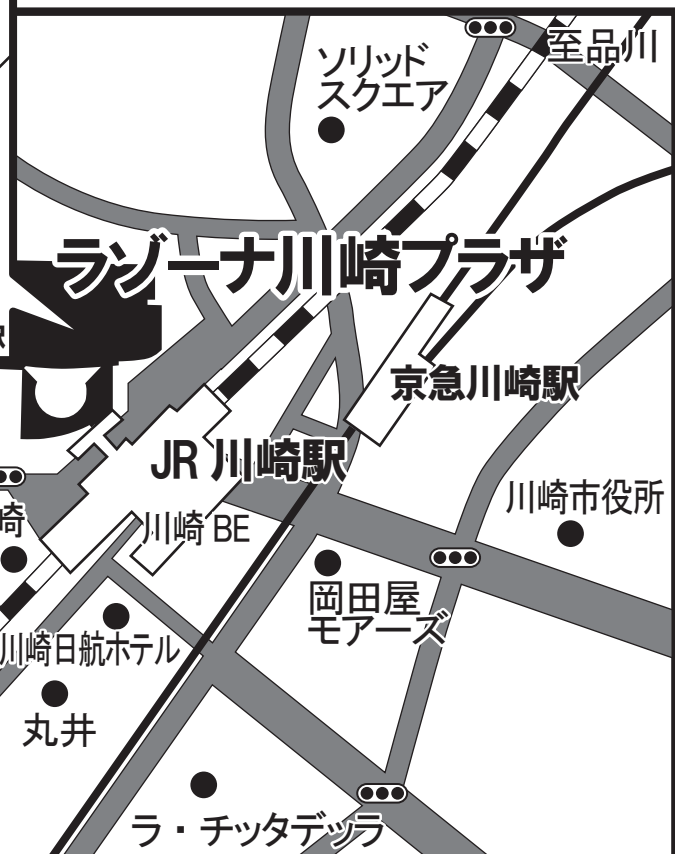 至品川
ソリッド
スクエア
ラゾーナ川崎プラザ
京急川崎駅
JR 川崎駅
川崎市役所
川崎 BE
崎
岡田屋
モアーズ
川崎日航ホテル
丸井
ラ・チッタデッラ